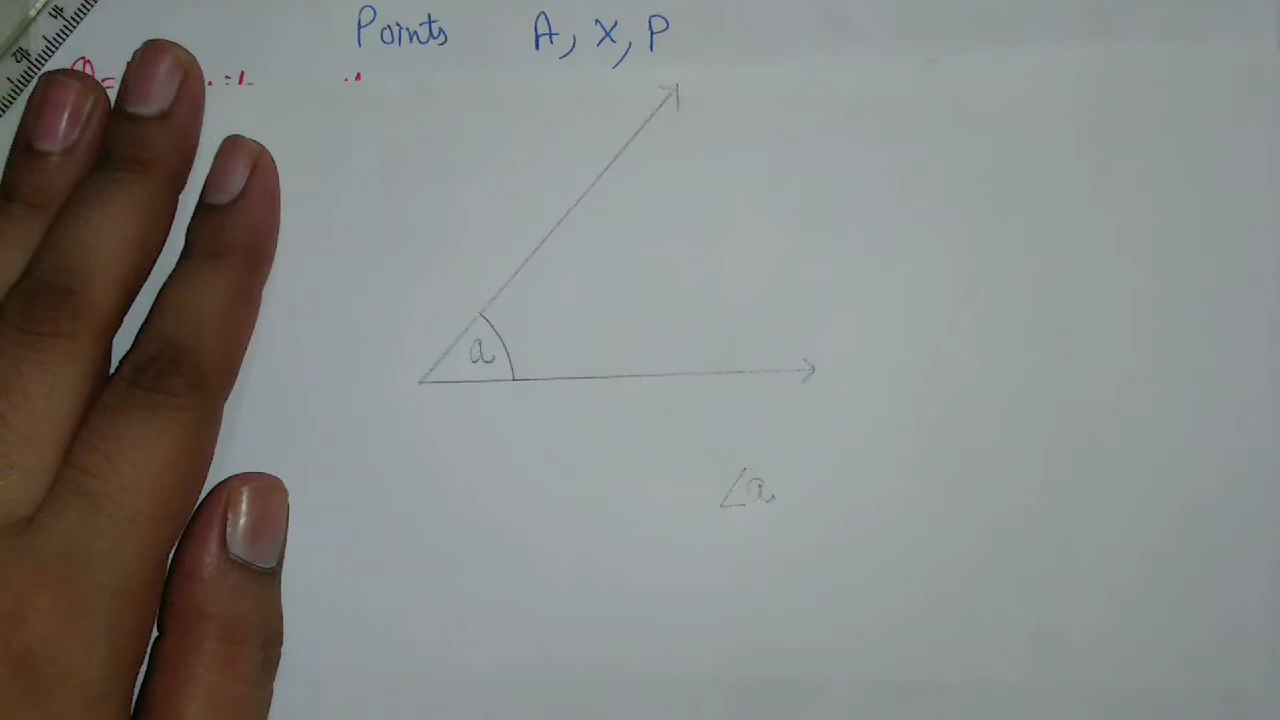 Points A, X, P
a
∠a